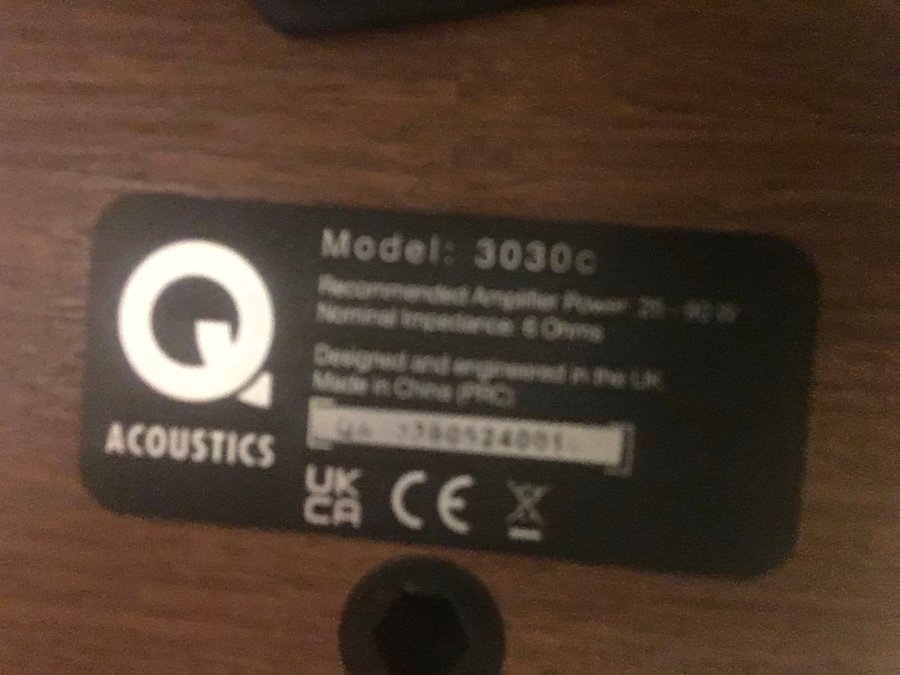 Model: 3030c
Recommended Amplifier Power: 25 - 90 W
Nominal Impedance: 6 Ohms
Designed and engineered in the UK
Made in China (PRC)
Q
ACOUSTICS
UK
CA
CE